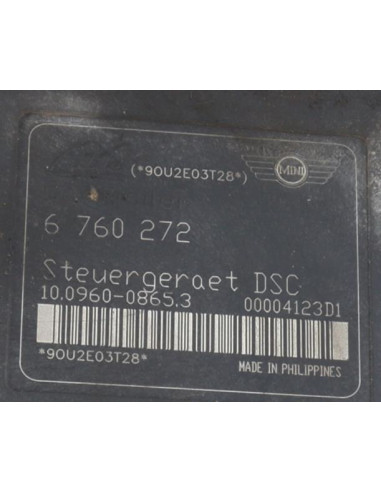 (*90U2E03T28*)
MINI
6 760 272
Steuergeraet DSC
10.0960-0865.3 00004123D1
*90U2E03T28*
MADE IN PHILIPPINES